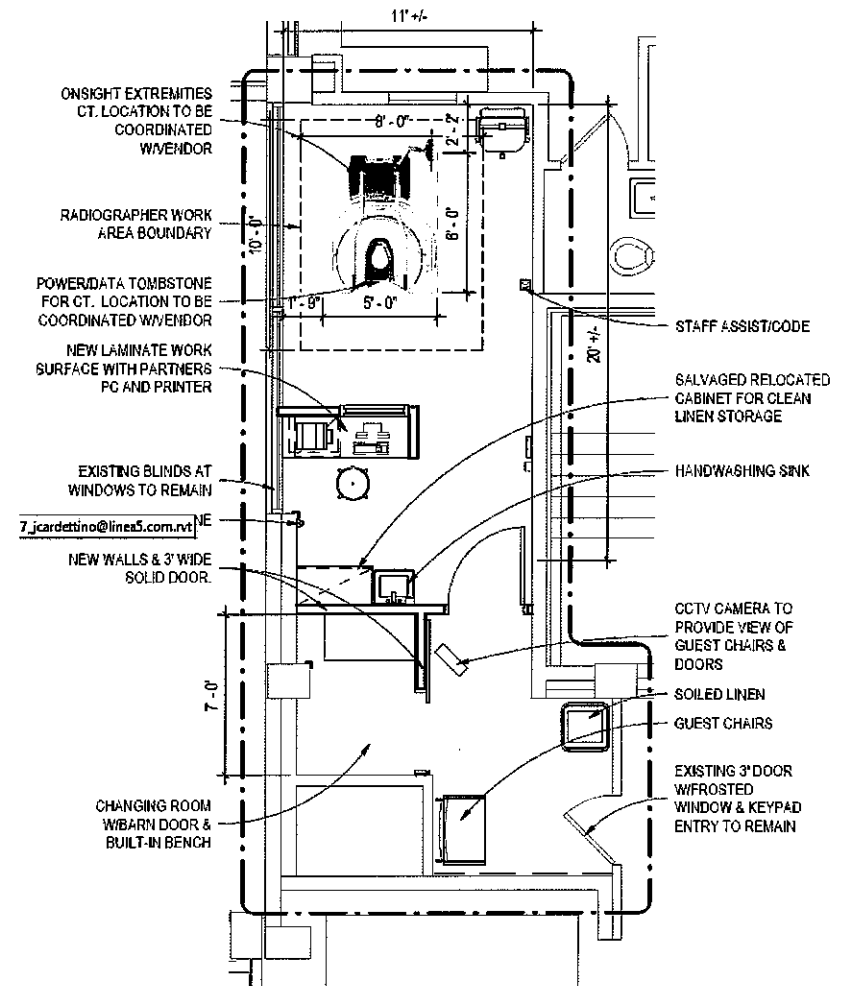 11' +/-
ONSIGHT EXTREMITIES
CT. LOCATION TO BE
COORDINATED
W/VENDOR
8' - 0"
2' - 2"
RADIOGRAPHER WORK
AREA BOUNDARY
10' - 0"
6' - 0"
POWER/DATA TOMBSTONE
FOR CT. LOCATION TO BE
COORDINATED W/VENDOR
1' - 9"
5' - 0"
20' +/-
STAFF ASSIST/CODE
NEW LAMINATE WORK
SURFACE WITH PARTNERS
PC AND PRINTER
SALVAGED RELOCATED
CABINET FOR CLEAN
LINEN STORAGE
EXISTING BLINDS AT
WINDOWS TO REMAIN
HANDWASHING SINK
7_jcardettino@linea5.com.rvt
NE
NEW WALLS & 3' WIDE
SOLID DOOR.
7' - 0"
CCTV CAMERA TO
PROVIDE VIEW OF
GUEST CHAIRS &
DOORS
SOILED LINEN
GUEST CHAIRS
EXISTING 3' DOOR
W/FROSTED
WINDOW & KEYPAD
ENTRY TO REMAIN
CHANGING ROOM
W/BARN DOOR &
BUILT-IN BENCH